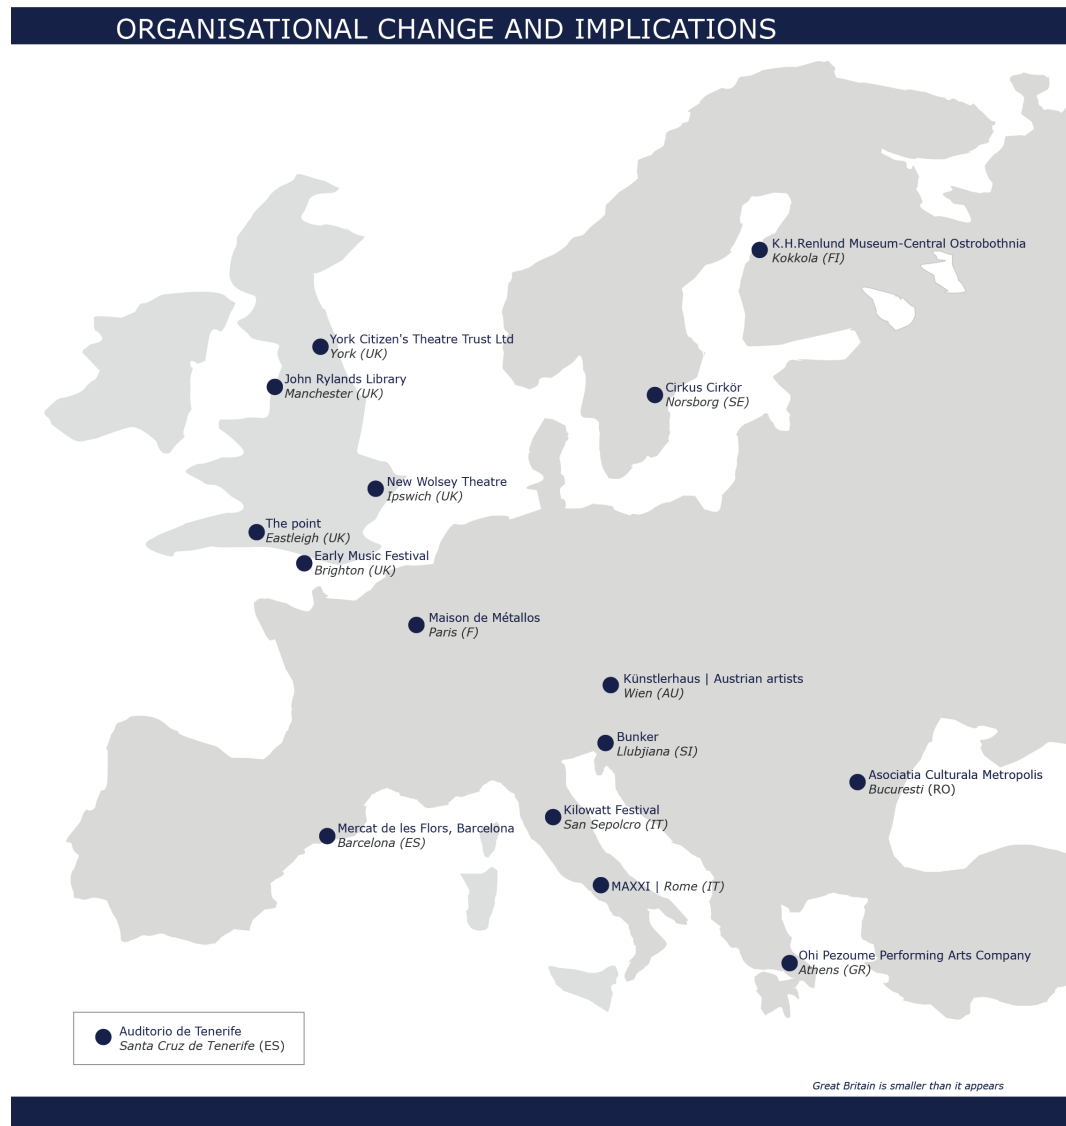 ORGANISATIONAL CHANGE AND IMPLICATIONS
K.H.Renlund Museum-Central Ostrobothnia
Kokkola (FI)
York Citizen's Theatre Trust Ltd
York (UK)
John Rylands Library
Manchester (UK)
Cirkus Cirkör
Norsborg (SE)
New Wolsey Theatre
Ipswich (UK)
The point
Eastleigh (UK)
Early Music Festival
Brighton (UK)
Maison de Métallos
Paris (F)
Künstlerhaus | Austrian artists
Wien (AU)
Bunker
Llubjiana (SI)
Asociatia Culturala Metropolis
Bucuresti (RO)
Kilowatt Festival
San Sepolcro (IT)
Mercat de les Flors, Barcelona
Barcelona (ES)
MAXXI | Rome (IT)
Ohi Pezoume Performing Arts Company
Athens (GR)
Auditorio de Tenerife
Santa Cruz de Tenerife (ES)
Great Britain is smaller than it appears